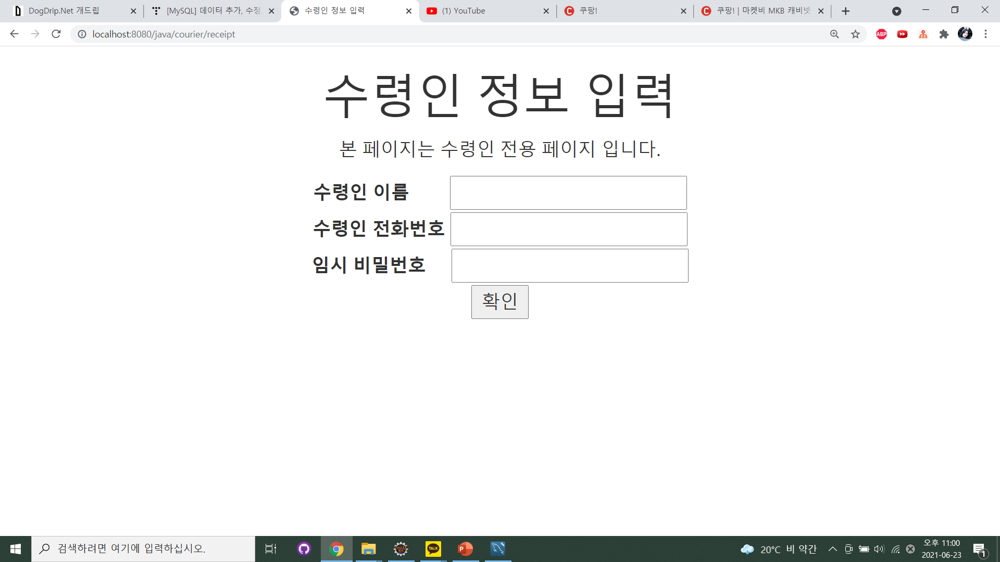 DogDrip.Net 개드립
[MySQL] 데이터 추가, 수정,
수령인 정보 입력
(1) YouTube
쿠팡!
쿠팡! | 마켓비 MKB 캐비넷
localhost:8080/java/courier/receipt
ABP
수령인 정보 입력
본 페이지는 수령인 전용 페이지 입니다.
수령인 이름
수령인 전화번호
임시 비밀번호
확인
검색하려면 여기에 입력하십시오.
TALK
P
20°C 비 약간
오후 11:00
2021-06-23
1